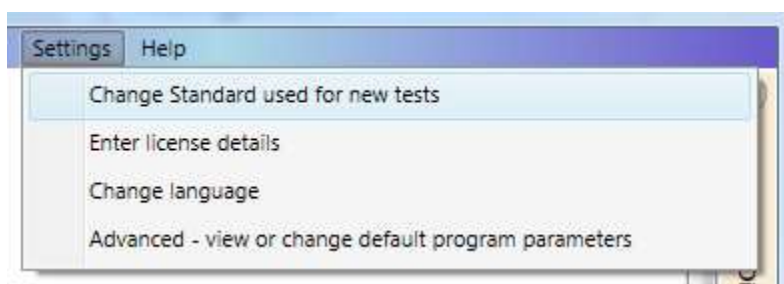 Settings Help
Change Standard used for new tests
Enter license details
Change language
Advanced - view or change default program parameters